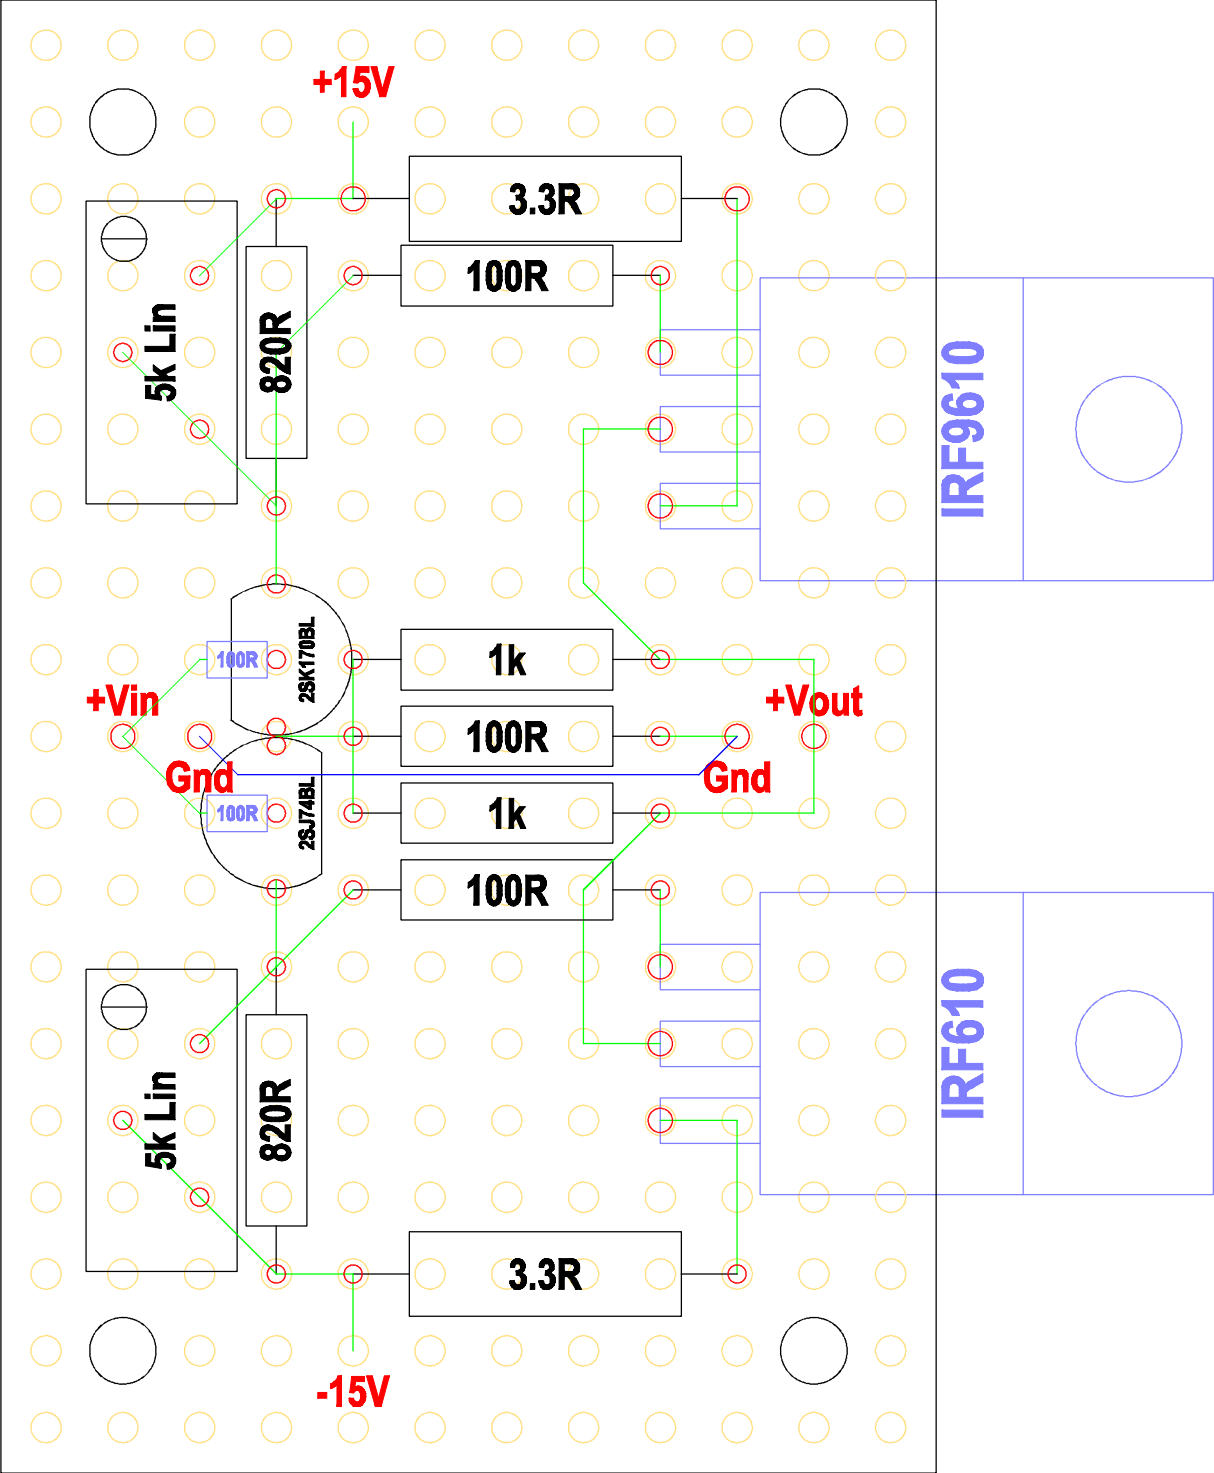 +15V
3.3R
100R
5k Lin
820R
IRF9610
2SK170BL
100R
1k
+Vin
+Vout
100R
Gnd
Gnd
2SJ74BL
100R
1k
100R
IRF610
5k Lin
820R
3.3R
-15V